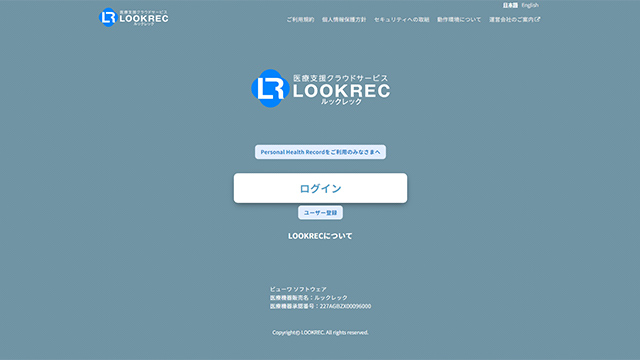 日本語 English
医療支援クラウドサービス
LOOKREC
ルックレック
ご利用規約 個人情報保護方針 セキュリティへの取組 動作環境について 運営会社のご案内
医療支援クラウドサービス
LOOKREC
ルックレック
Personal Health Recordをご利用のみなさまへ
ログイン
ユーザー登録
LOOKRECについて
ビューワ ソフトウェア
医療機器販売名：ルックレック
医療機器承認番号：227AGBZX00096000
Copyright© LOOKREC. All rights reserved.